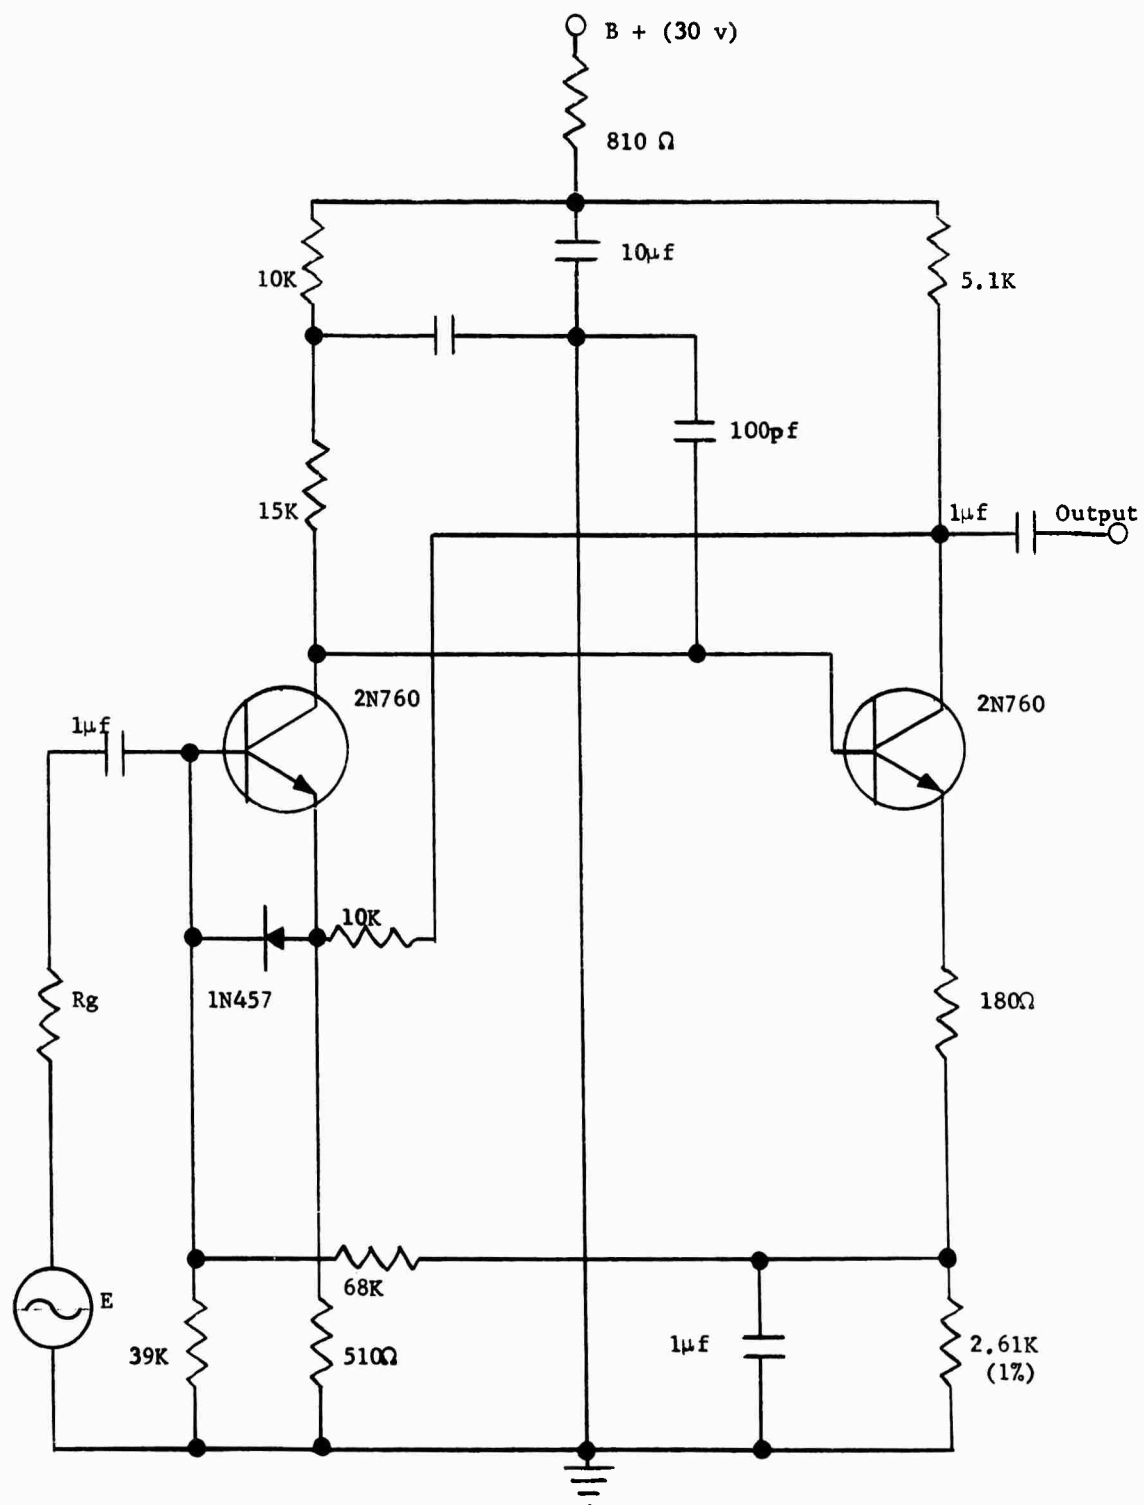 B + (30 v)
810 Ω
10µf
10K
5.1K
100pf
15K
1µf
Output
2N760
2N760
1µf
10K
1N457
Rg
180Ω
68K
E
39K
510Ω
1µf
2.61K
(1%)